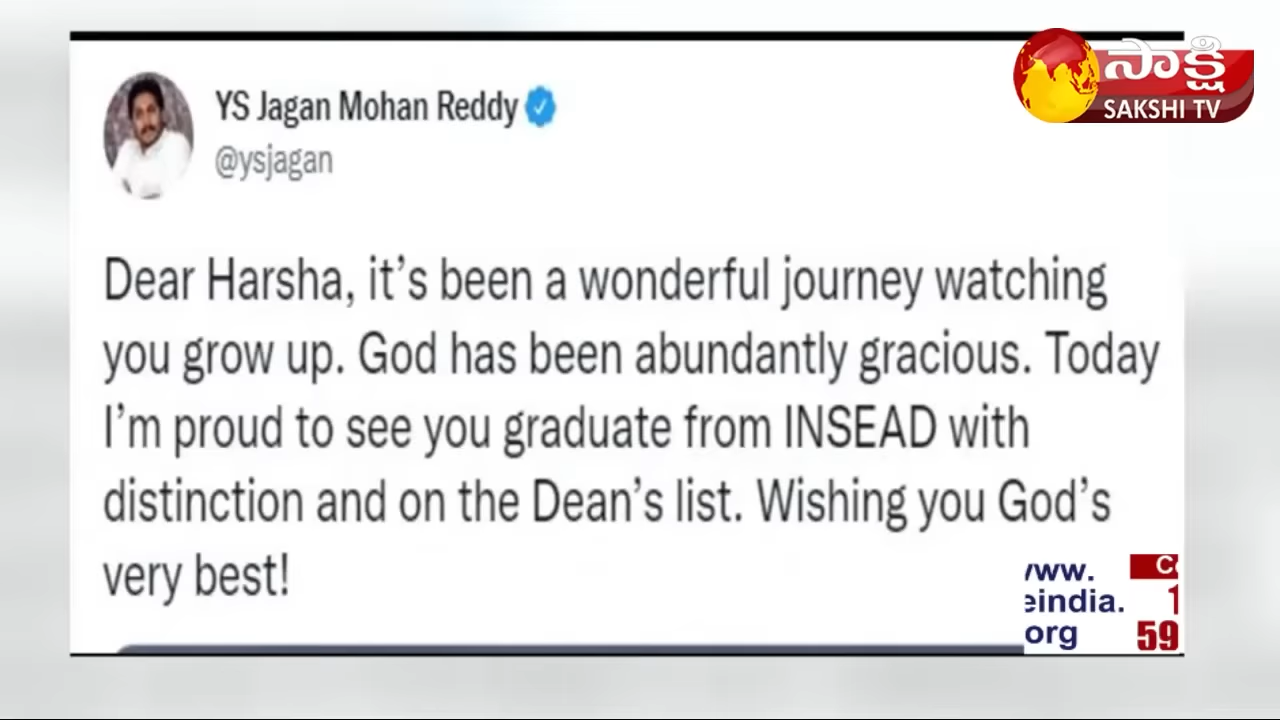 సాక్షి
SAKSHI TV
YS Jagan Mohan Reddy
@ysjagan
Dear Harsha, it’s been a wonderful journey watching
you grow up. God has been abundantly gracious. Today
I’m proud to see you graduate from INSEAD with
distinction and on the Dean’s list. Wishing you God’s
very best!
eindia.
org
59